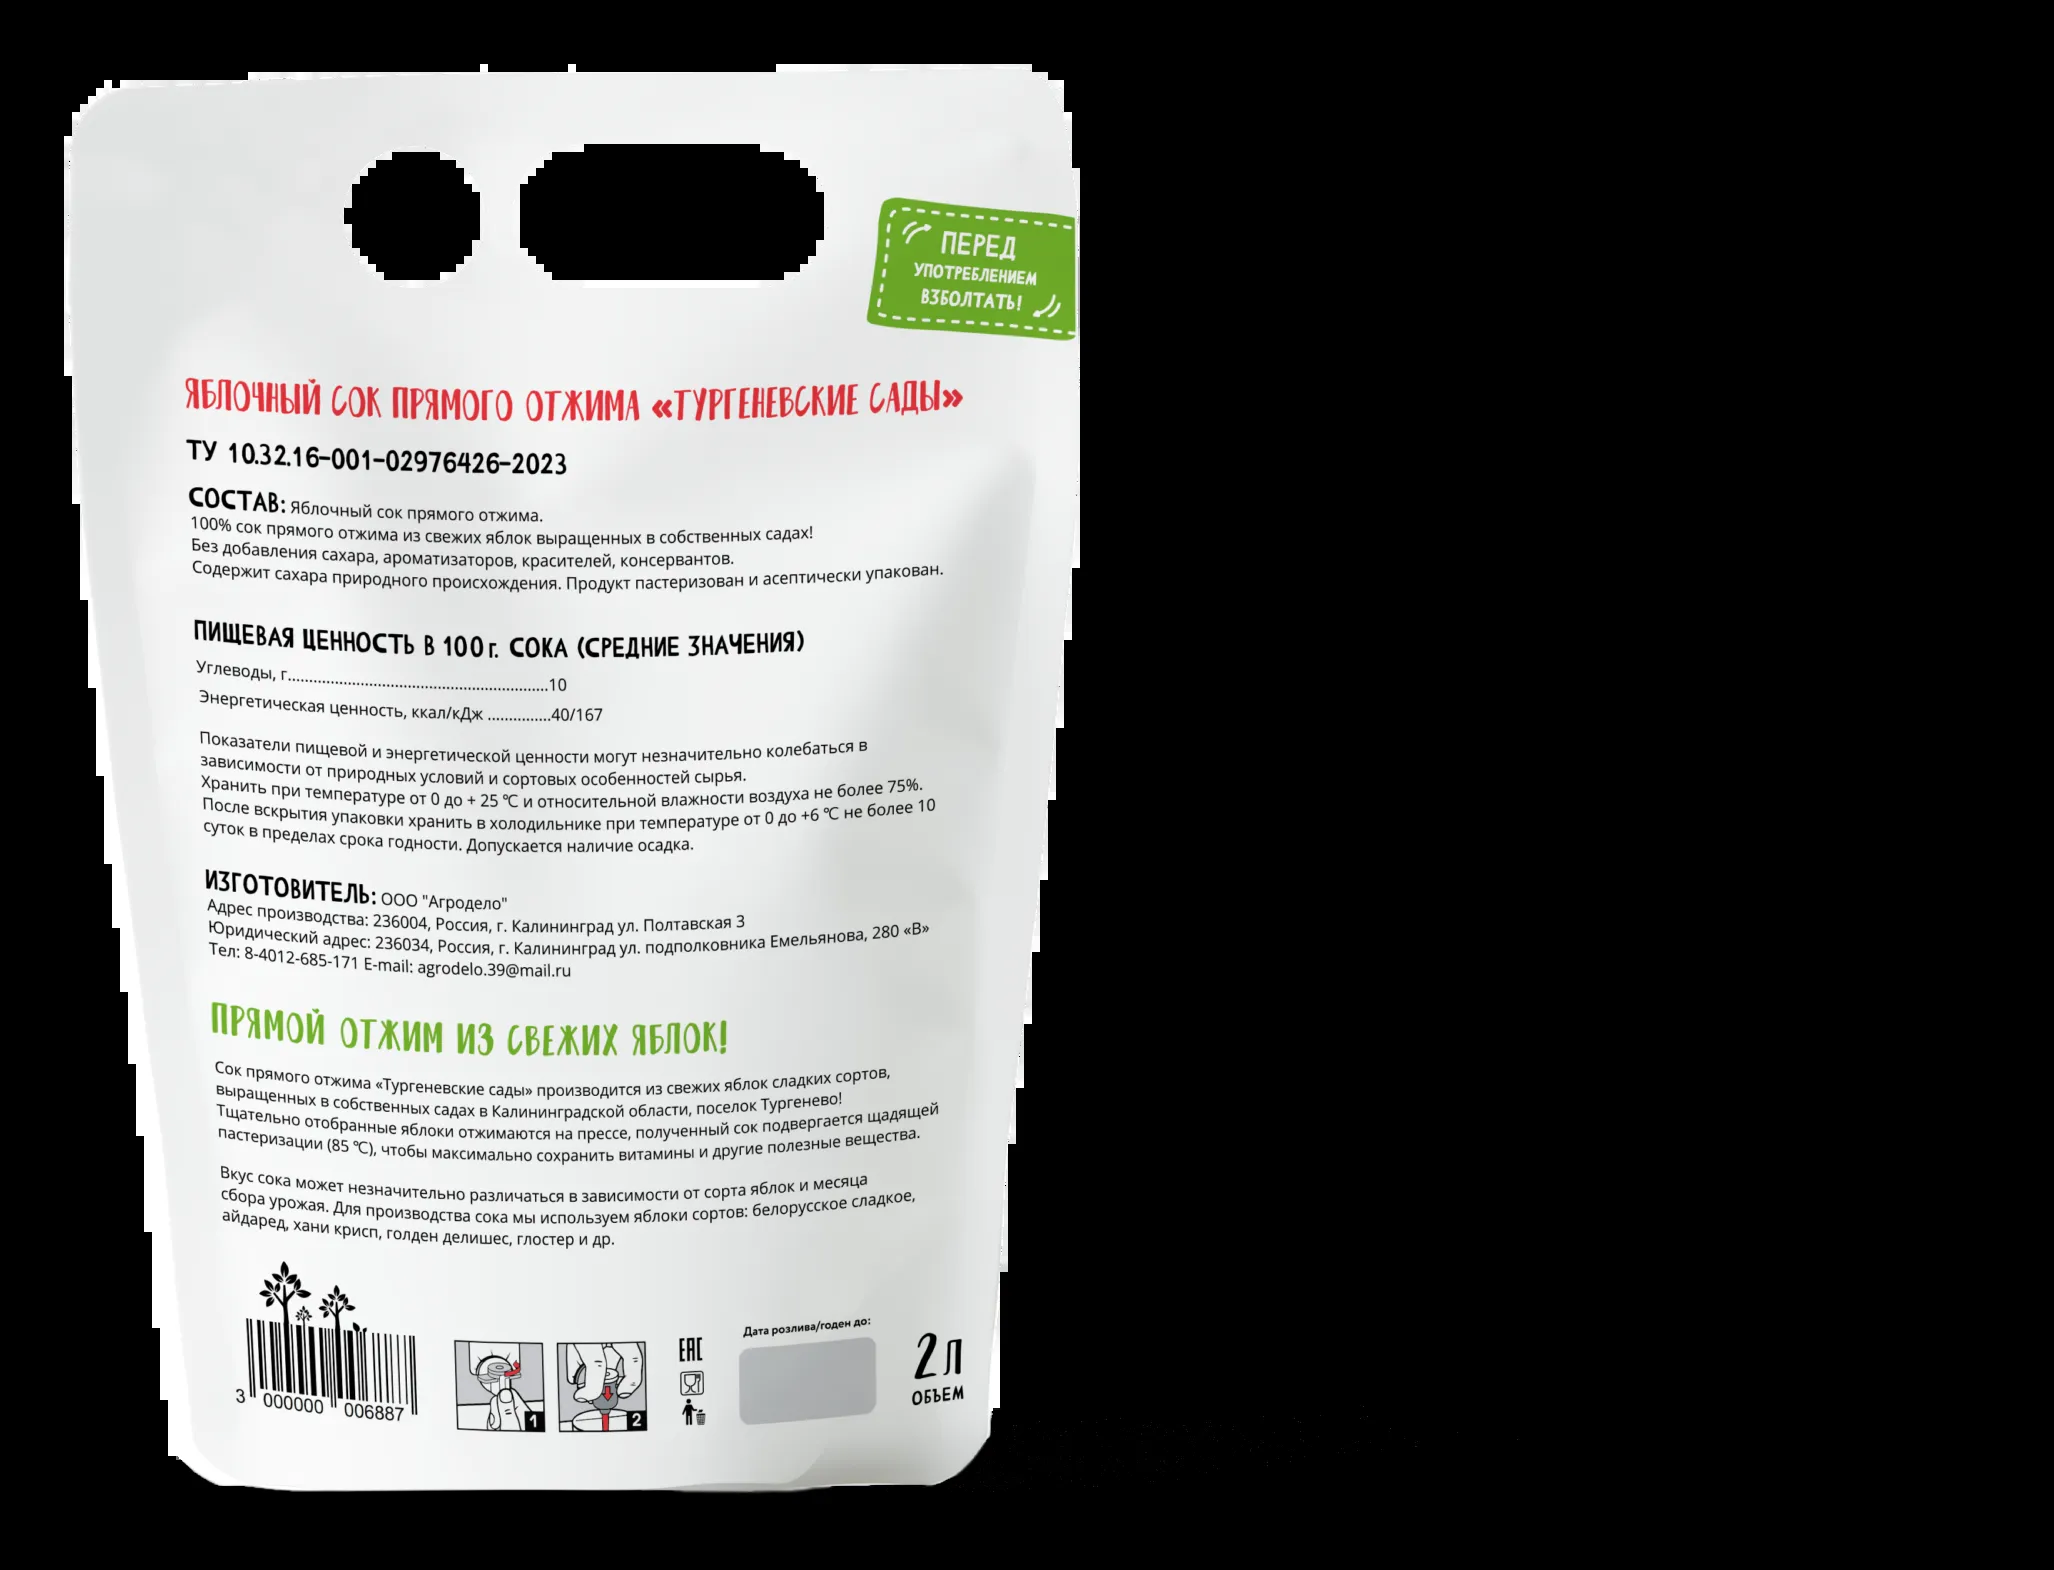 ПЕРЕД
УПОТРЕБЛЕНИЕМ
ВЗБОЛТАТЬ!
ЯБЛОЧНЫЙ СОК ПРЯМОГО ОТЖИМА «ТУРГЕНЕВСКИЕ САДЫ»
ТУ 10.32.16-001-02976426-2023
СОСТАВ: Яблочный сок прямого отжима.
100% сок прямого отжима из свежих яблок выращенных в собственных садах!
Без добавления сахара, ароматизаторов, красителей, консервантов.
Содержит сахара природного происхождения. Продукт пастеризован и асептически упакован.
ПИЩЕВАЯ ЦЕННОСТЬ В 100 г. СОКА (СРЕДНИЕ ЗНАЧЕНИЯ)
Углеводы, г.............................................................10
Энергетическая ценность, ккал/кДж ...............40/167
Показатели пищевой и энергетической ценности могут незначительно колебаться в
зависимости от природных условий и сортовых особенностей сырья.
Хранить при температуре от 0 до + 25 ℃ и относительной влажности воздуха не более 75%.
После вскрытия упаковки хранить в холодильнике при температуре от 0 до +6 ℃ не более 10
суток в пределах срока годности. Допускается наличие осадка.
ИЗГОТОВИТЕЛЬ: ООО "Агродело"
Адрес производства: 236004, Россия, г. Калининград ул. Полтавская 3
Юридический адрес: 236034, Россия, г. Калининград ул. подполковника Емельянова, 280 «В»
Тел: 8-4012-685-171 E-mail: agrodelo.39@mail.ru
ПРЯМОЙ ОТЖИМ ИЗ СВЕЖИХ ЯБЛОК!
Сок прямого отжима «Тургеневские сады» производится из свежих яблок сладких сортов,
выращенных в собственных садах в Калининградской области, поселок Тургенево!
Тщательно отобранные яблоки отжимаются на прессе, полученный сок подвергается щадящей
пастеризации (85 ℃), чтобы максимально сохранить витамины и другие полезные вещества.
Вкус сока может незначительно различаться в зависимости от сорта яблок и месяца
сбора урожая. Для производства сока мы используем яблоки сортов: белорусское сладкое,
айдаред, хани крисп, голден делишес, глостер и др.
3 000000 006887
1
2
EAC
Дата розлива/годен до:
2 Л
ОБЪЕМ